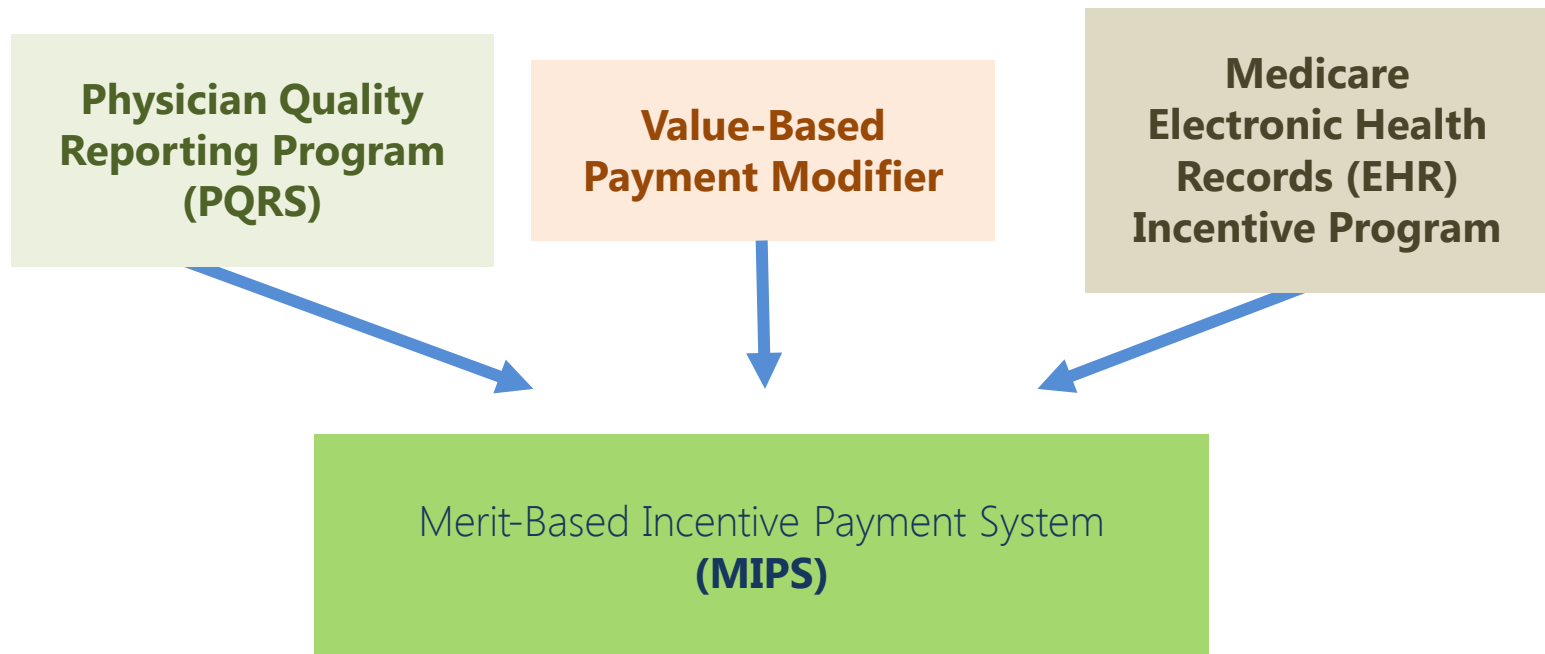 Physician Quality
Reporting Program
(PQRS)
Value-Based
Payment Modifier
Medicare
Electronic Health
Records (EHR)
Incentive Program
Merit-Based Incentive Payment System
(MIPS)